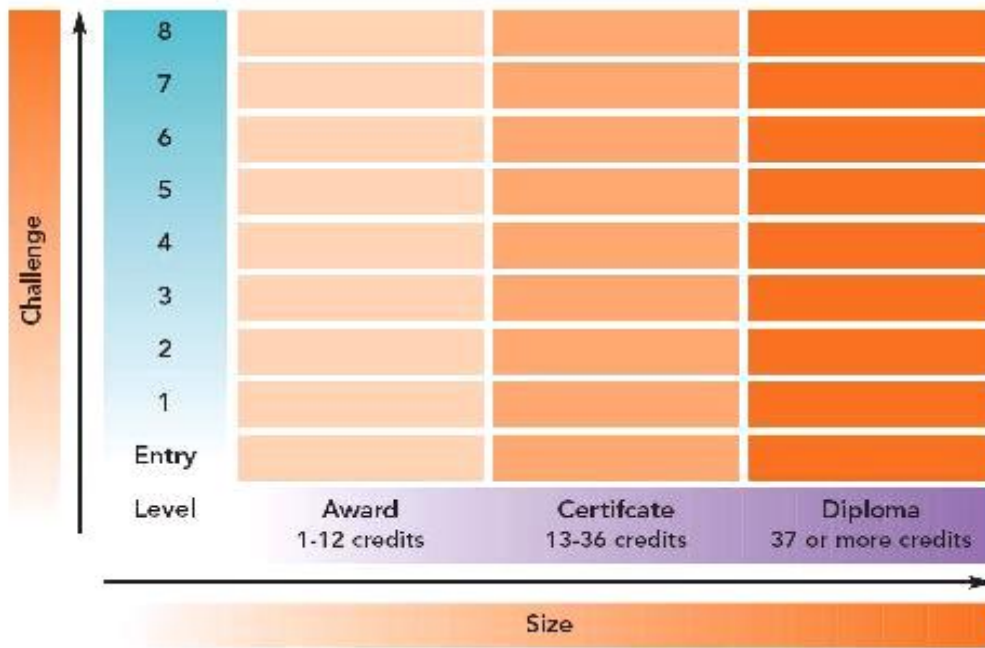 Challenge
8
7
6
5
4
3
2
1
Entry
Level
Award
1-12 credits
Certifcate
13-36 credits
Diploma
37 or more credits
Size